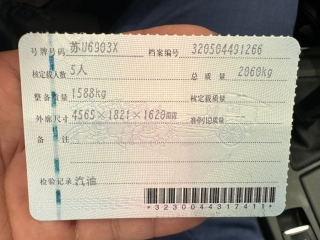 号牌号码 苏U6903X 档案编号 320504491266
核定载人数 5人 总质量 2060kg
整备质量 1588kg 核定载质量 --
外廓尺寸 4565×1821×1620mm 准牵引总质量 --
备注
检验记录 汽油
*3230044317411*